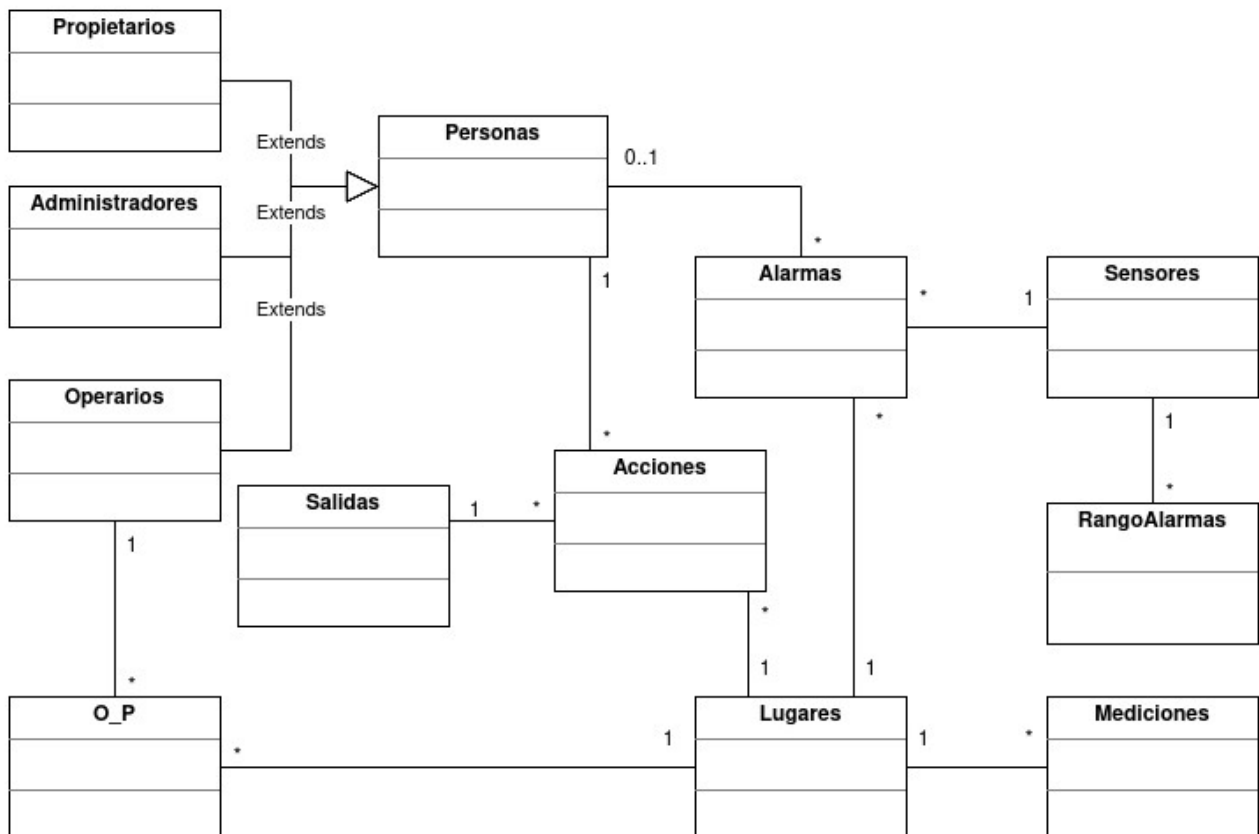 Propietarios
Extends
Personas
0..1
Administradores
Extends
*
Alarmas
Sensores
1
*
1
Extends
Operarios
*
*
1
Acciones
Salidas
1
*
*
RangoAlarmas
1
*
*
1
1
O_P
Lugares
Mediciones
*
1
1
*